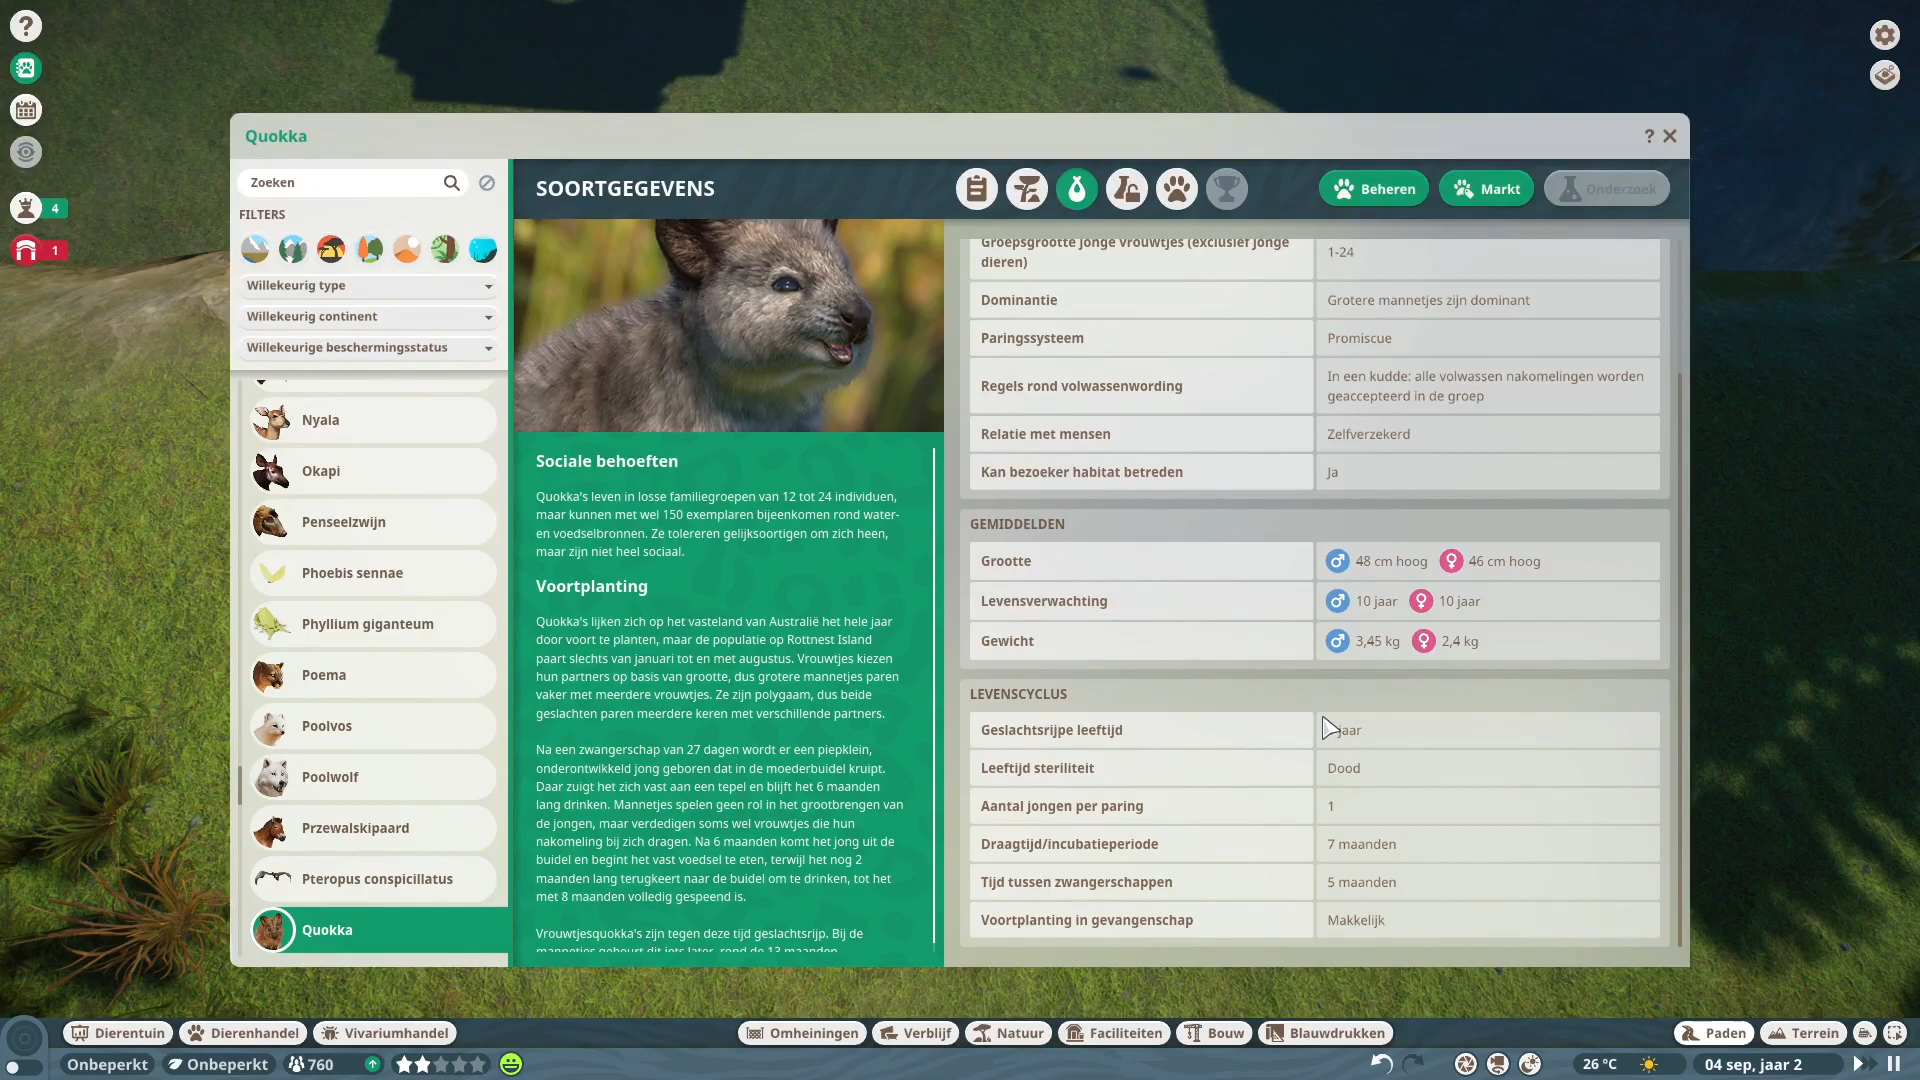 Quokka
?
Zoeken
FILTERS
Willekeurig type
Willekeurig continent
Willekeurige beschermingsstatus
4
1
Nyala
Okapi
Penseelzwijn
Phoebis sennae
Phyllium giganteum
Poema
Poolvos
Poolwolf
Przewalskipaard
Pteropus conspicillatus
Quokka
SOORTGEGEVENS
Beheren
Markt
Onderzoek
Sociale behoeften
Quokka's leven in losse familiegroepen van 12 tot 24 individuen,
maar kunnen met wel 150 exemplaren bijeenkomen rond water-
en voedselbronnen. Ze tolereren gelijksoortigen om zich heen,
maar zijn niet heel sociaal.
Voortplanting
Quokka's lijken zich op het vasteland van Australië het hele jaar
door voort te planten, maar de populatie op Rottnest Island
paart slechts van januari tot en met augustus. Vrouwtjes kiezen
hun partners op basis van grootte, dus grotere mannetjes paren
vaker met meerdere vrouwtjes. Ze zijn polygaam, dus beide
geslachten paren meerdere keren met verschillende partners.
Na een zwangerschap van 27 dagen wordt er een piepklein,
onderontwikkeld jong geboren dat in de moederbuidel kruipt.
Daar zuigt het zich vast aan een tepel en blijft het 6 maanden
lang drinken. Mannetjes spelen geen rol in het grootbrengen van
de jongen, maar verdedigen soms wel vrouwtjes die hun
nakomeling bij zich dragen. Na 6 maanden komt het jong uit de
buidel en begint het vast voedsel te eten, terwijl het nog 2
maanden lang terugkeert naar de buidel om te drinken, tot het
met 8 maanden volledig gespeend is.
Vrouwtjesquokka's zijn tegen deze tijd geslachtsrijp. Bij de
mannetjes gebeurt dit iets later, rond de 13 maanden.
Groepsgrootte jonge vrouwtjes (exclusief jonge
dieren)
1-24
Dominantie
Grotere mannetjes zijn dominant
Paringssysteem
Promiscue
Regels rond volwassenwording
In een kudde: alle volwassen nakomelingen worden
geaccepteerd in de groep
Relatie met mensen
Zelfverzekerd
Kan bezoeker habitat betreden
Ja
GEMIDDELDEN
Grootte
48 cm hoog 46 cm hoog
Levensverwachting
10 jaar 10 jaar
Gewicht
3,45 kg 2,4 kg
LEVENSCYCLUS
Geslachtsrijpe leeftijd
jaar
Leeftijd steriliteit
Dood
Aantal jongen per paring
1
Draagtijd/incubatieperiode
7 maanden
Tijd tussen zwangerschappen
5 maanden
Voortplanting in gevangenschap
Makkelijk
Dierentuin
Dierenhandel
Vivariumhandel
Omheiningen
Verblijf
Natuur
Faciliteiten
Bouw
Blauwdrukken
Paden
Terrein
Onbeperkt
Onbeperkt
760
26 °C
04 sep, jaar 2